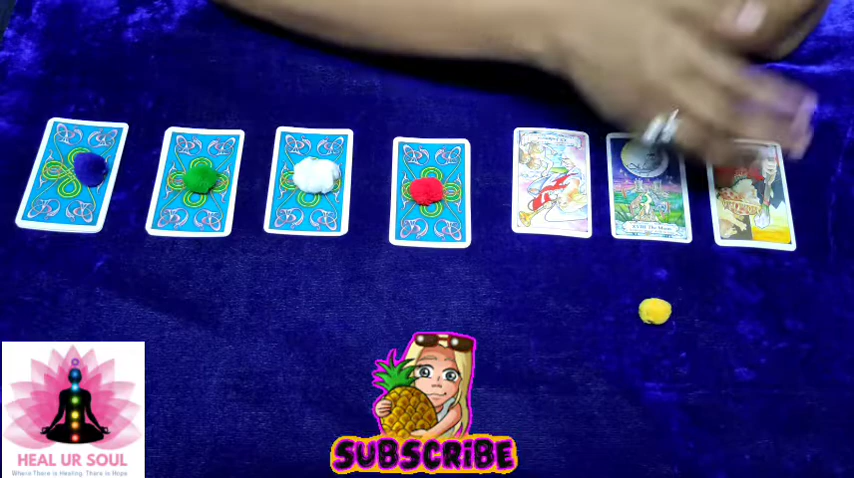 XVIII The Moon
HEAL UR SOUL
Where There is Healing There is Hope
SUBSCRiBE